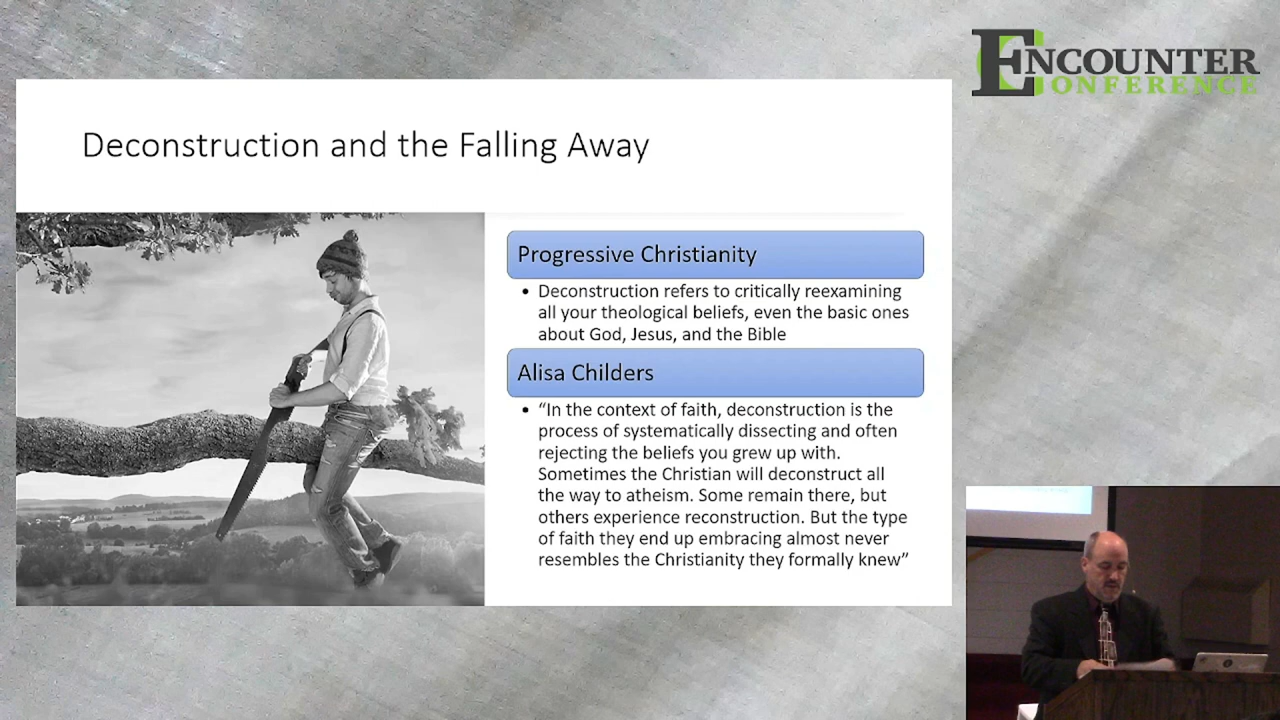 ENCOUNTER
CONFERENCE
Deconstruction and the Falling Away
Progressive Christianity
• Deconstruction refers to critically reexamining
all your theological beliefs, even the basic ones
about God, Jesus, and the Bible
Alisa Childers
• “In the context of faith, deconstruction is the
process of systematically dissecting and often
rejecting the beliefs you grew up with.
Sometimes the Christian will deconstruct all
the way to atheism. Some remain there, but
others experience reconstruction. But the type
of faith they end up embracing almost never
resembles the Christianity they formally knew”